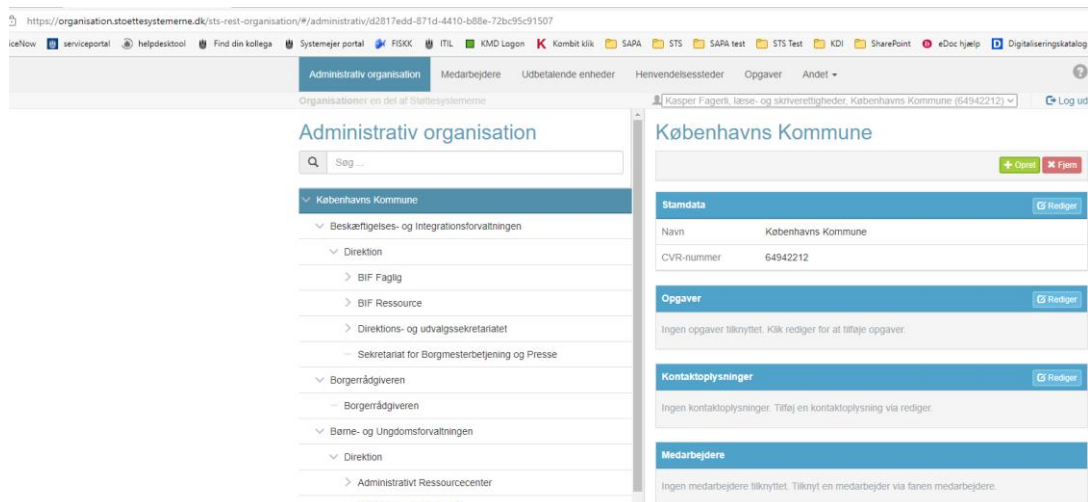 https://organisation.stoettesystemerne.dk/sts-rest-organisation/#/administrativ/d2817edd-871d-4410-b88e-72bc95c91507
iceNow serviceportal helpdesktool Find din kollega Systemejer portal FISKK ITIL KMD Logon Kombit klik SAPA STS SAPA test STS Test KDI SharePoint eDoc hjælp Digitaliseringskatalog
Administrativ organisation Medarbejdere Udbetalende enheder Henvendelsessteder Opgaver Andet
Organisationer en del af Støttesystemerne
Kasper Fagerli, læse- og skriverettigheder, Københavns Kommune (64942212)
Log ud
Administrativ organisation
Søg ...
Københavns Kommune
Beskæftigelses- og Integrationsforvaltningen
Direktion
BIF Faglig
BIF Ressource
Direktions- og udvalgssekretariatet
Sekretariat for Borgmesterbetjening og Presse
Borgerrådgiveren
Borgerrådgiveren
Børne- og Ungdomsforvaltningen
Direktion
Administrativt Ressourcecenter
Københavns Kommune
Opret Fjern
Stamdata Rediger
Navn Københavns Kommune
CVR-nummer 64942212
Opgaver Rediger
Ingen opgaver tilknyttet. Klik rediger for at tilføje opgaver.
Kontaktoplysninger Rediger
Ingen kontaktoplysninger. Tilføj en kontaktoplysning via rediger.
Medarbejdere
Ingen medarbejdere tilknyttet. Tilknyt en medarbejder via fanen medarbejdere.